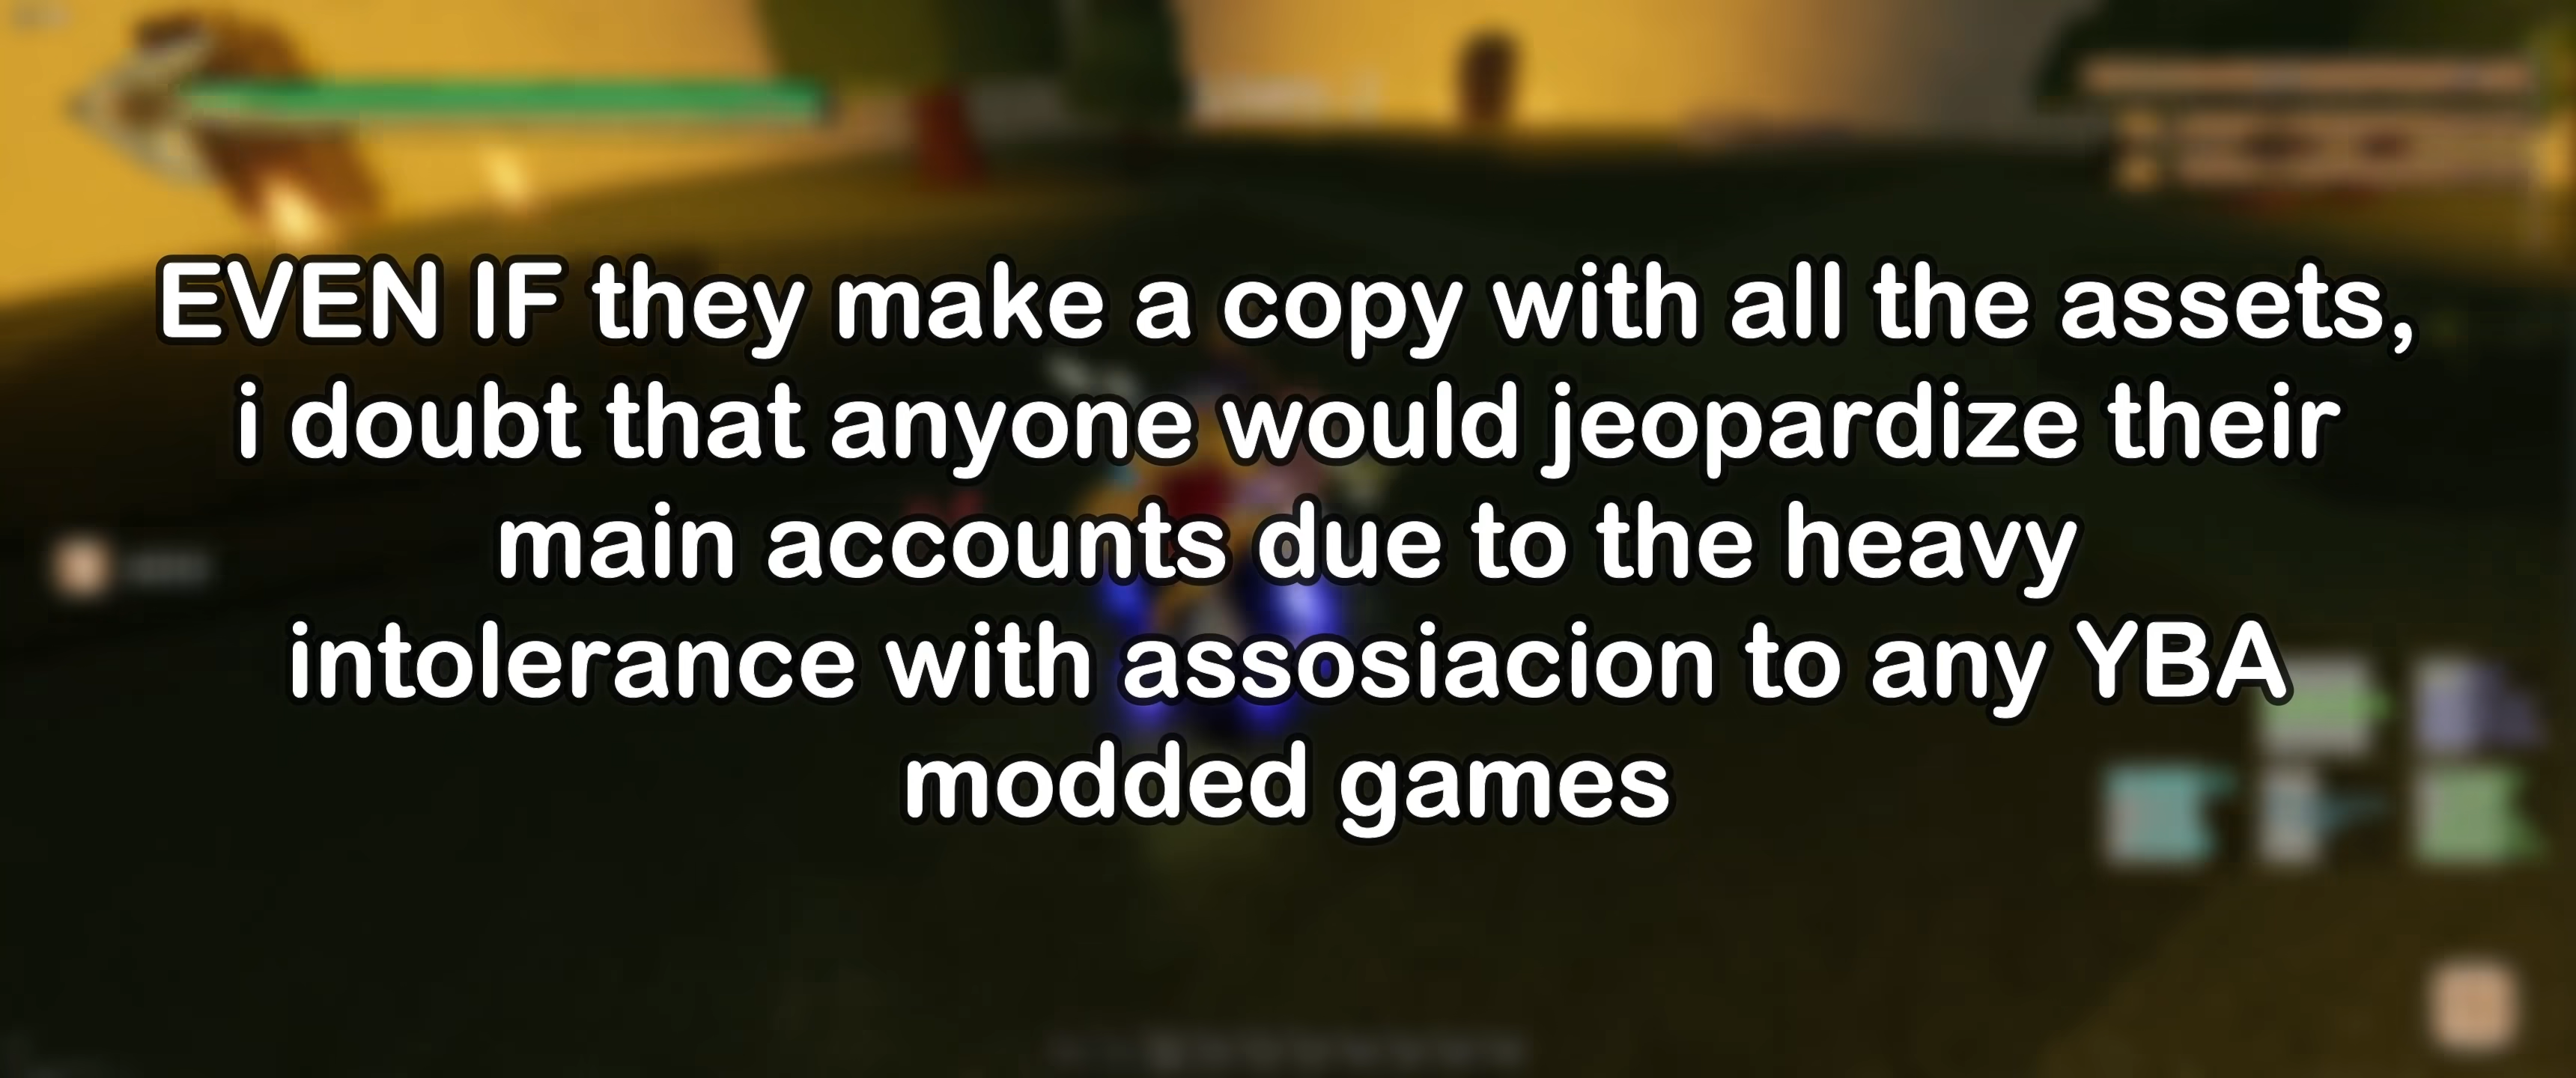 EVEN IF they make a copy with all the assets,
i doubt that anyone would jeopardize their
main accounts due to the heavy
intolerance with assosiacion to any YBA
modded games